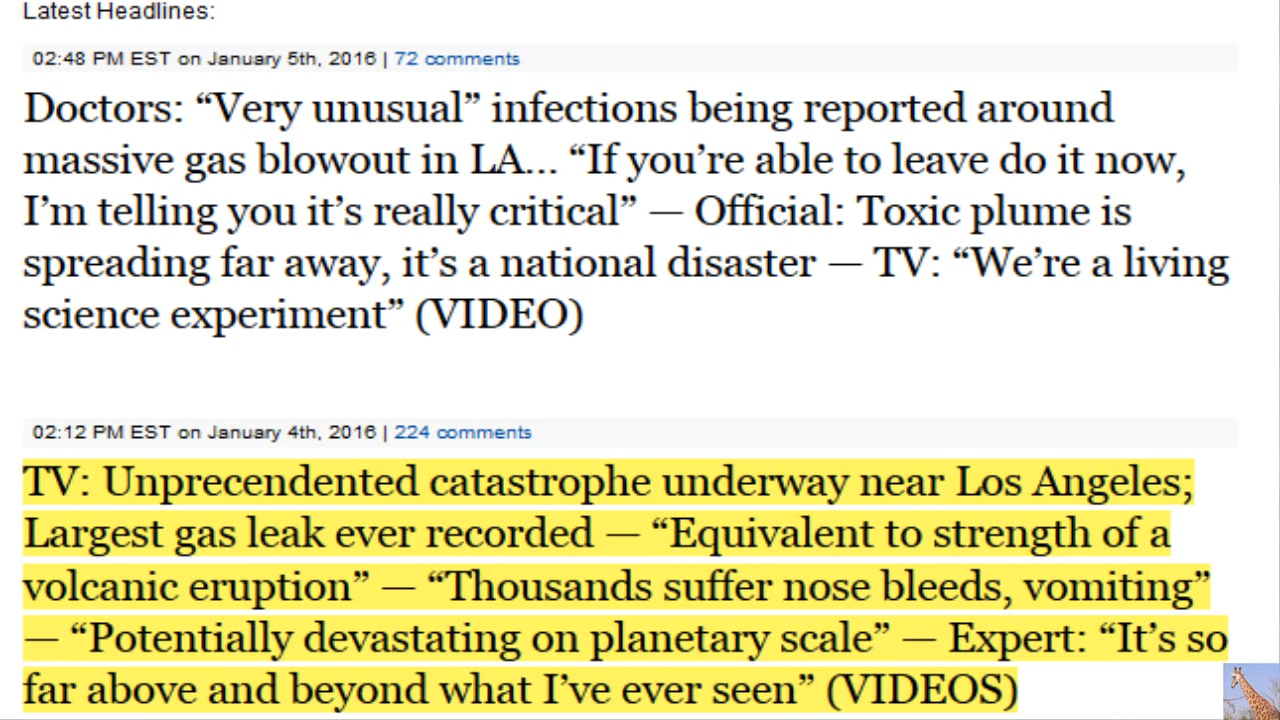 Latest Headlines:
02:48 PM EST on January 5th, 2016 | 72 comments
Doctors: “Very unusual” infections being reported around
massive gas blowout in LA... “If you’re able to leave do it now,
I’m telling you it’s really critical” — Official: Toxic plume is
spreading far away, it’s a national disaster — TV: “We’re a living
science experiment” (VIDEO)
02:12 PM EST on January 4th, 2016 | 224 comments
TV: Unprecendented catastrophe underway near Los Angeles;
Largest gas leak ever recorded — “Equivalent to strength of a
volcanic eruption” — “Thousands suffer nose bleeds, vomiting”
— “Potentially devastating on planetary scale” — Expert: “It’s so
far above and beyond what I’ve ever seen” (VIDEOS)